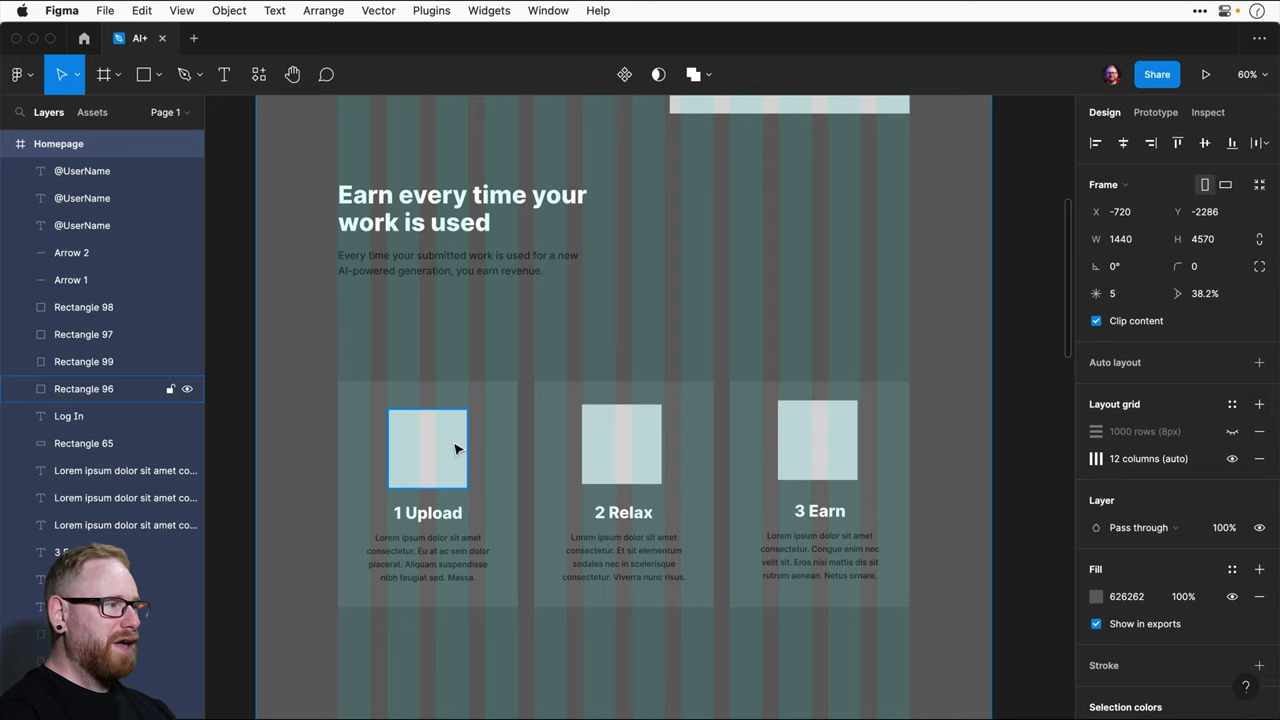 Figma File Edit View Object Text Arrange Vector Plugins Widgets Window Help
AI+
Share
60%
Layers Assets Page 1
Homepage
@UserName
@UserName
@UserName
Arrow 2
Arrow 1
Rectangle 98
Rectangle 97
Rectangle 99
Rectangle 96
Log In
Rectangle 65
Lorem ipsum dolor sit amet co...
Lorem ipsum dolor sit amet co...
Lorem ipsum dolor sit amet co...
Earn every time your
work is used
Every time your submitted work is used for a new
AI-powered generation, you earn revenue.
1 Upload
Lorem ipsum dolor sit amet
consectetur. Eu at ac sem dolor
placerat. Aliquam suspendisse
nibh feugiat sed. Massa.
2 Relax
Lorem ipsum dolor sit amet
consectetur. Et sit elementum
sodales nec in scelerisque
consectetur. Viverra nunc risus.
3 Earn
Lorem ipsum dolor sit amet
consectetur. Congue enim nec
velit sit. Eros nisi mattis dis sit
rutrum aenean. Netus ornare.
Design Prototype Inspect
Frame
X -720 Y -2286
W 1440 H 4570
0° 0
5 38.2%
Clip content
Auto layout
Layout grid
1000 rows (8px)
12 columns (auto)
Layer
Pass through 100%
Fill
626262 100%
Show in exports
Stroke
Selection colors
?